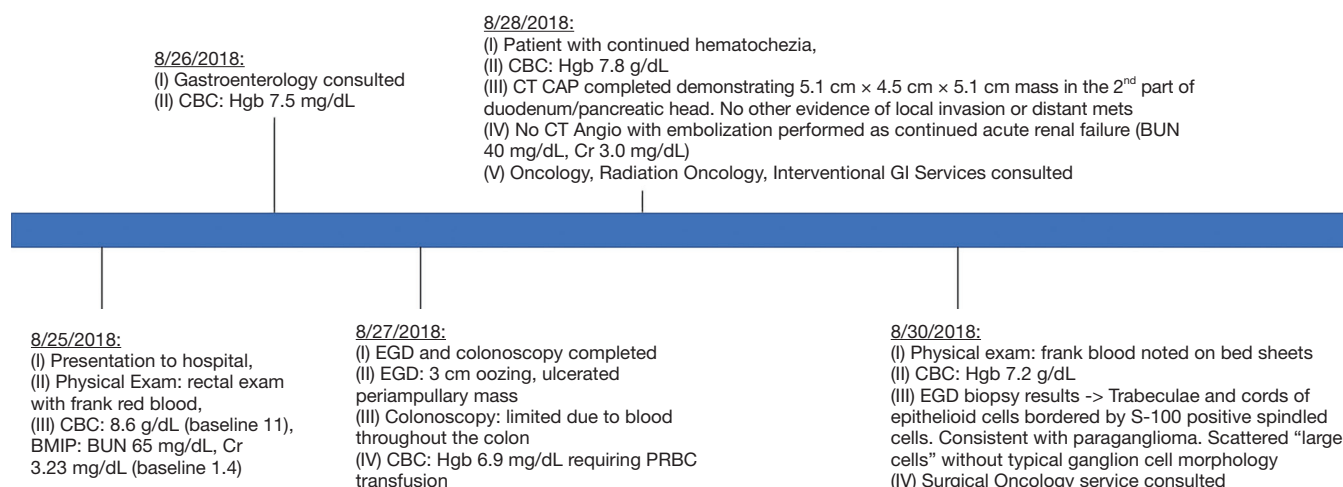 8/26/2018:
(I) Gastroenterology consulted
(II) CBC: Hgb 7.5 mg/dL
8/28/2018:
(I) Patient with continued hematochezia,
(II) CBC: Hgb 7.8 g/dL
(III) CT CAP completed demonstrating 5.1 cm × 4.5 cm × 5.1 cm mass in the 2nd part of
duodenum/pancreatic head. No other evidence of local invasion or distant mets
(IV) No CT Angio with embolization performed as continued acute renal failure (BUN
40 mg/dL, Cr 3.0 mg/dL)
(V) Oncology, Radiation Oncology, Interventional GI Services consulted
8/25/2018:
(I) Presentation to hospital,
(II) Physical Exam: rectal exam
with frank red blood,
(III) CBC: 8.6 g/dL (baseline 11),
BMIP: BUN 65 mg/dL, Cr
3.23 mg/dL (baseline 1.4)
8/27/2018:
(I) EGD and colonoscopy completed
(II) EGD: 3 cm oozing, ulcerated
periampullary mass
(III) Colonoscopy: limited due to blood
throughout the colon
(IV) CBC: Hgb 6.9 mg/dL requiring PRBC
transfusion
8/30/2018:
(I) Physical exam: frank blood noted on bed sheets
(II) CBC: Hgb 7.2 g/dL
(III) EGD biopsy results -> Trabeculae and cords of
epithelioid cells bordered by S-100 positive spindled
cells. Consistent with paraganglioma. Scattered “large
cells” without typical ganglion cell morphology
(IV) Surgical Oncology service consulted